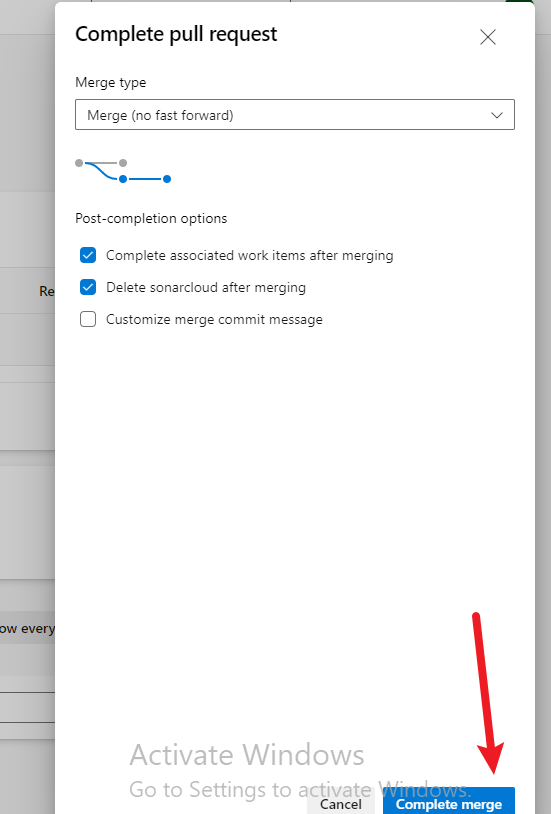 Complete pull request
Merge type
Merge (no fast forward)
Post-completion options
Complete associated work items after merging
Delete sonarcloud after merging
Re
Customize merge commit message
ow every
Activate Windows
Go to Settings to activate Windows.
Cancel
Complete merge